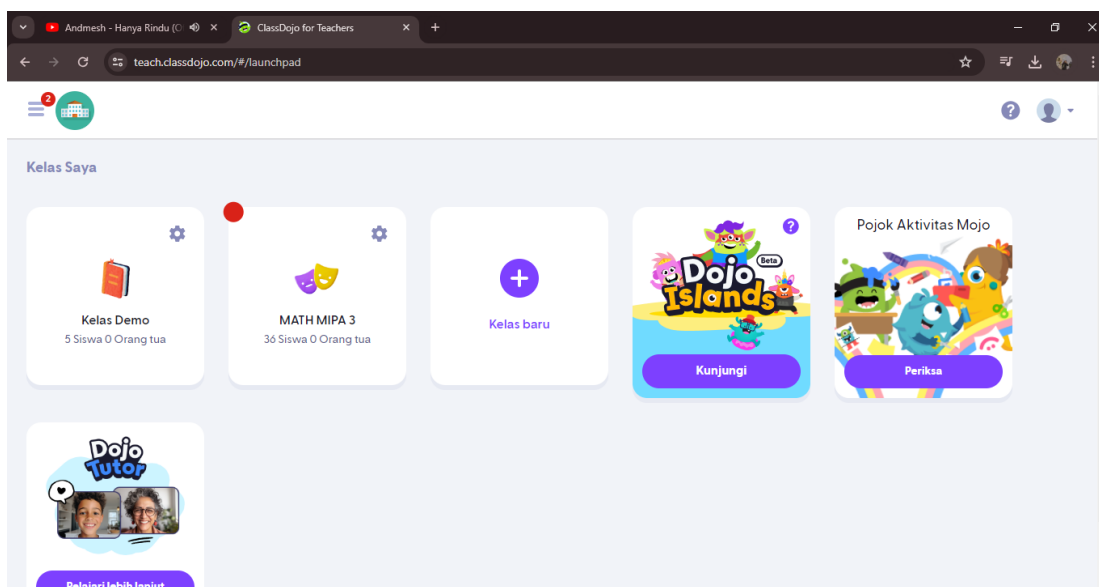 Andmesh - Hanya Rindu (O
ClassDojo for Teachers
teach.classdojo.com/#/launchpad
2
?
Kelas Saya
Kelas Demo
5 Siswa 0 Orang tua
MATH MIPA 3
36 Siswa 0 Orang tua
Kelas baru
?
Dojo
Beta
Islands
Kunjungi
Pojok Aktivitas Mojo
Periksa
Dojo
Tutor
Pelajari lebih lanjut